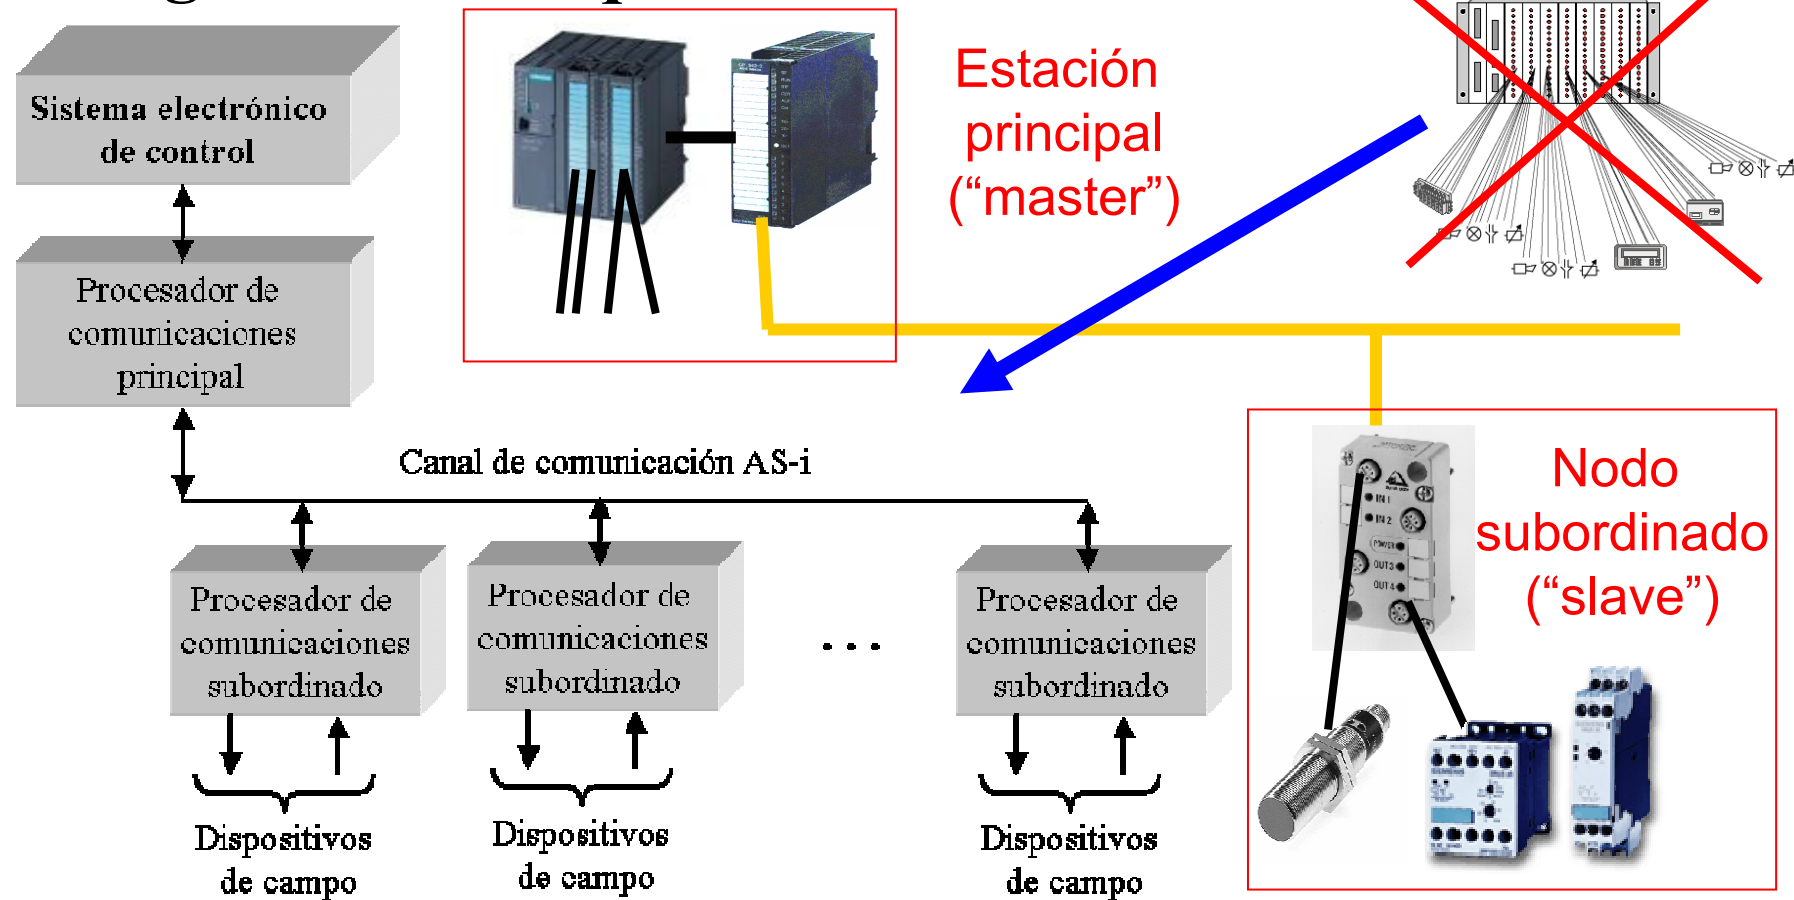 Sistema electrónico
de control
Procesador de
comunicaciones
principal
Estación
principal
(“master”)
Canal de comunicación AS-i
Procesador de
comunicaciones
subordinado
Procesador de
comunicaciones
subordinado
. . .
Procesador de
comunicaciones
subordinado
Dispositivos
de campo
Dispositivos
de campo
Dispositivos
de campo
Nodo
subordinado
(“slave”)
IN 1
IN 2
POWER
OUT 3
OUT 4
SIEMENS